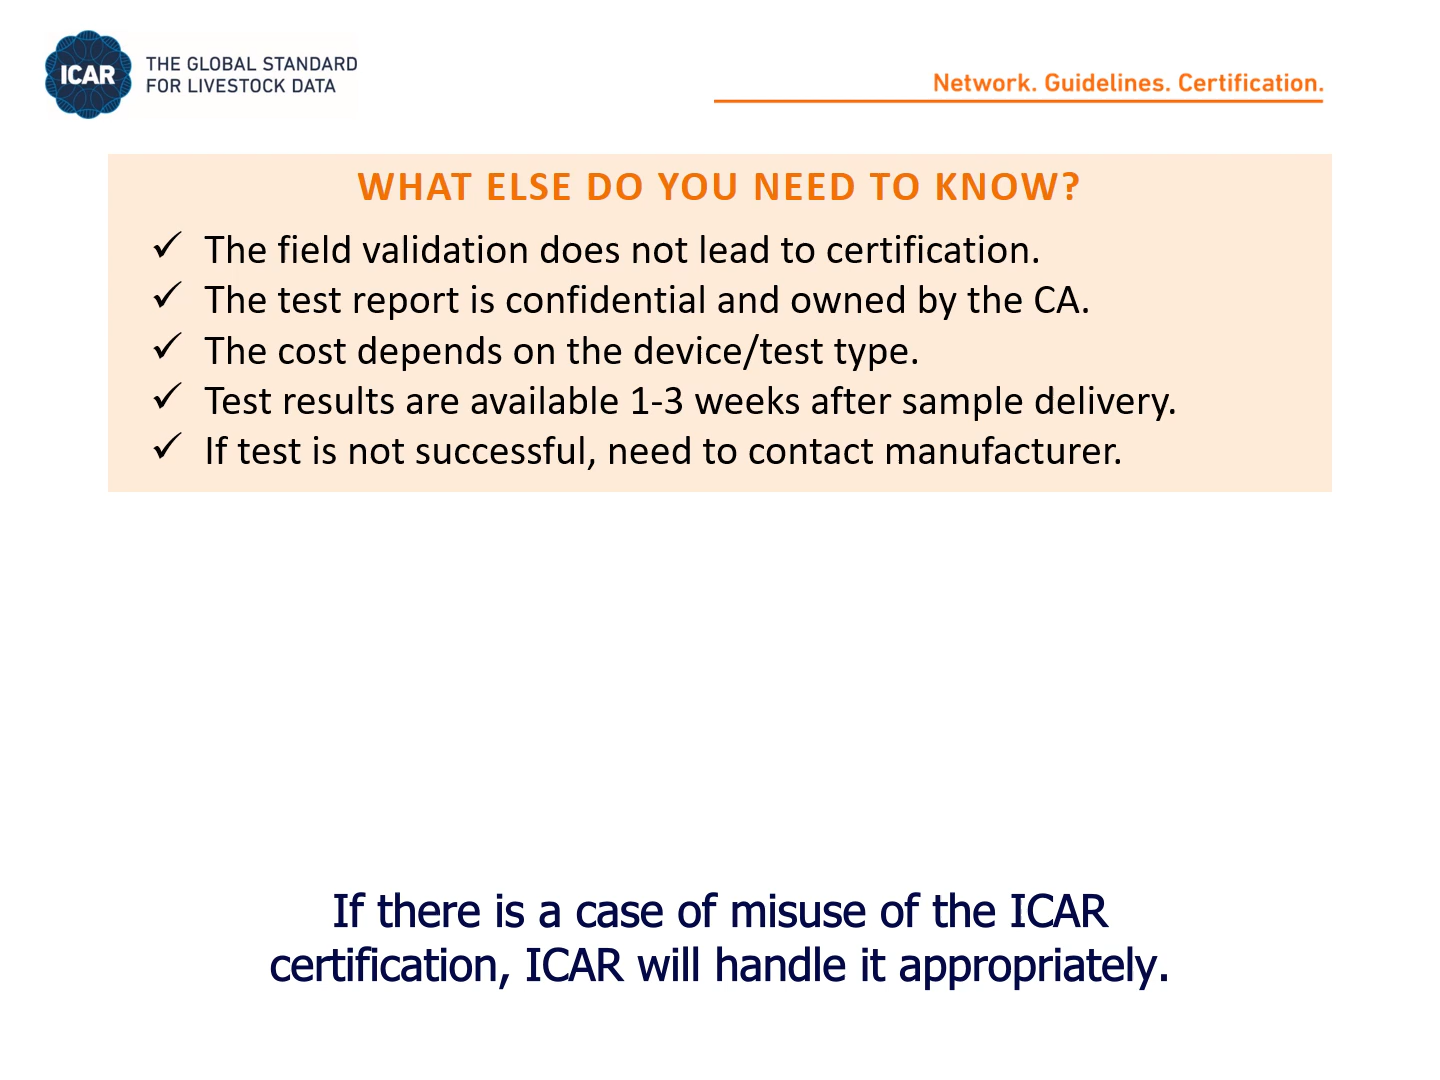 ICAR
THE GLOBAL STANDARD
FOR LIVESTOCK DATA
Network. Guidelines. Certification.
WHAT ELSE DO YOU NEED TO KNOW?
✓ The field validation does not lead to certification.
✓ The test report is confidential and owned by the CA.
✓ The cost depends on the device/test type.
✓ Test results are available 1-3 weeks after sample delivery.
✓ If test is not successful, need to contact manufacturer.
If there is a case of misuse of the ICAR
certification, ICAR will handle it appropriately.